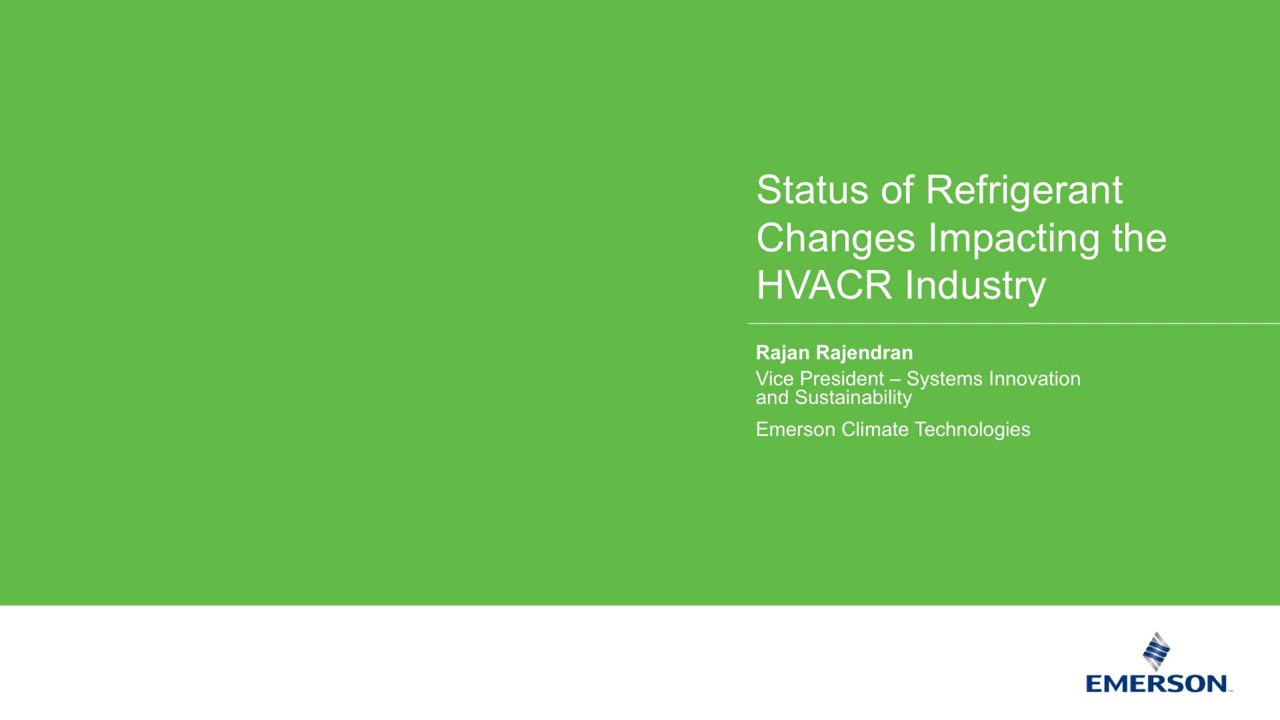 Status of Refrigerant
Changes Impacting the
HVACR Industry
Rajan Rajendran
Vice President – Systems Innovation
and Sustainability
Emerson Climate Technologies
EMERSON